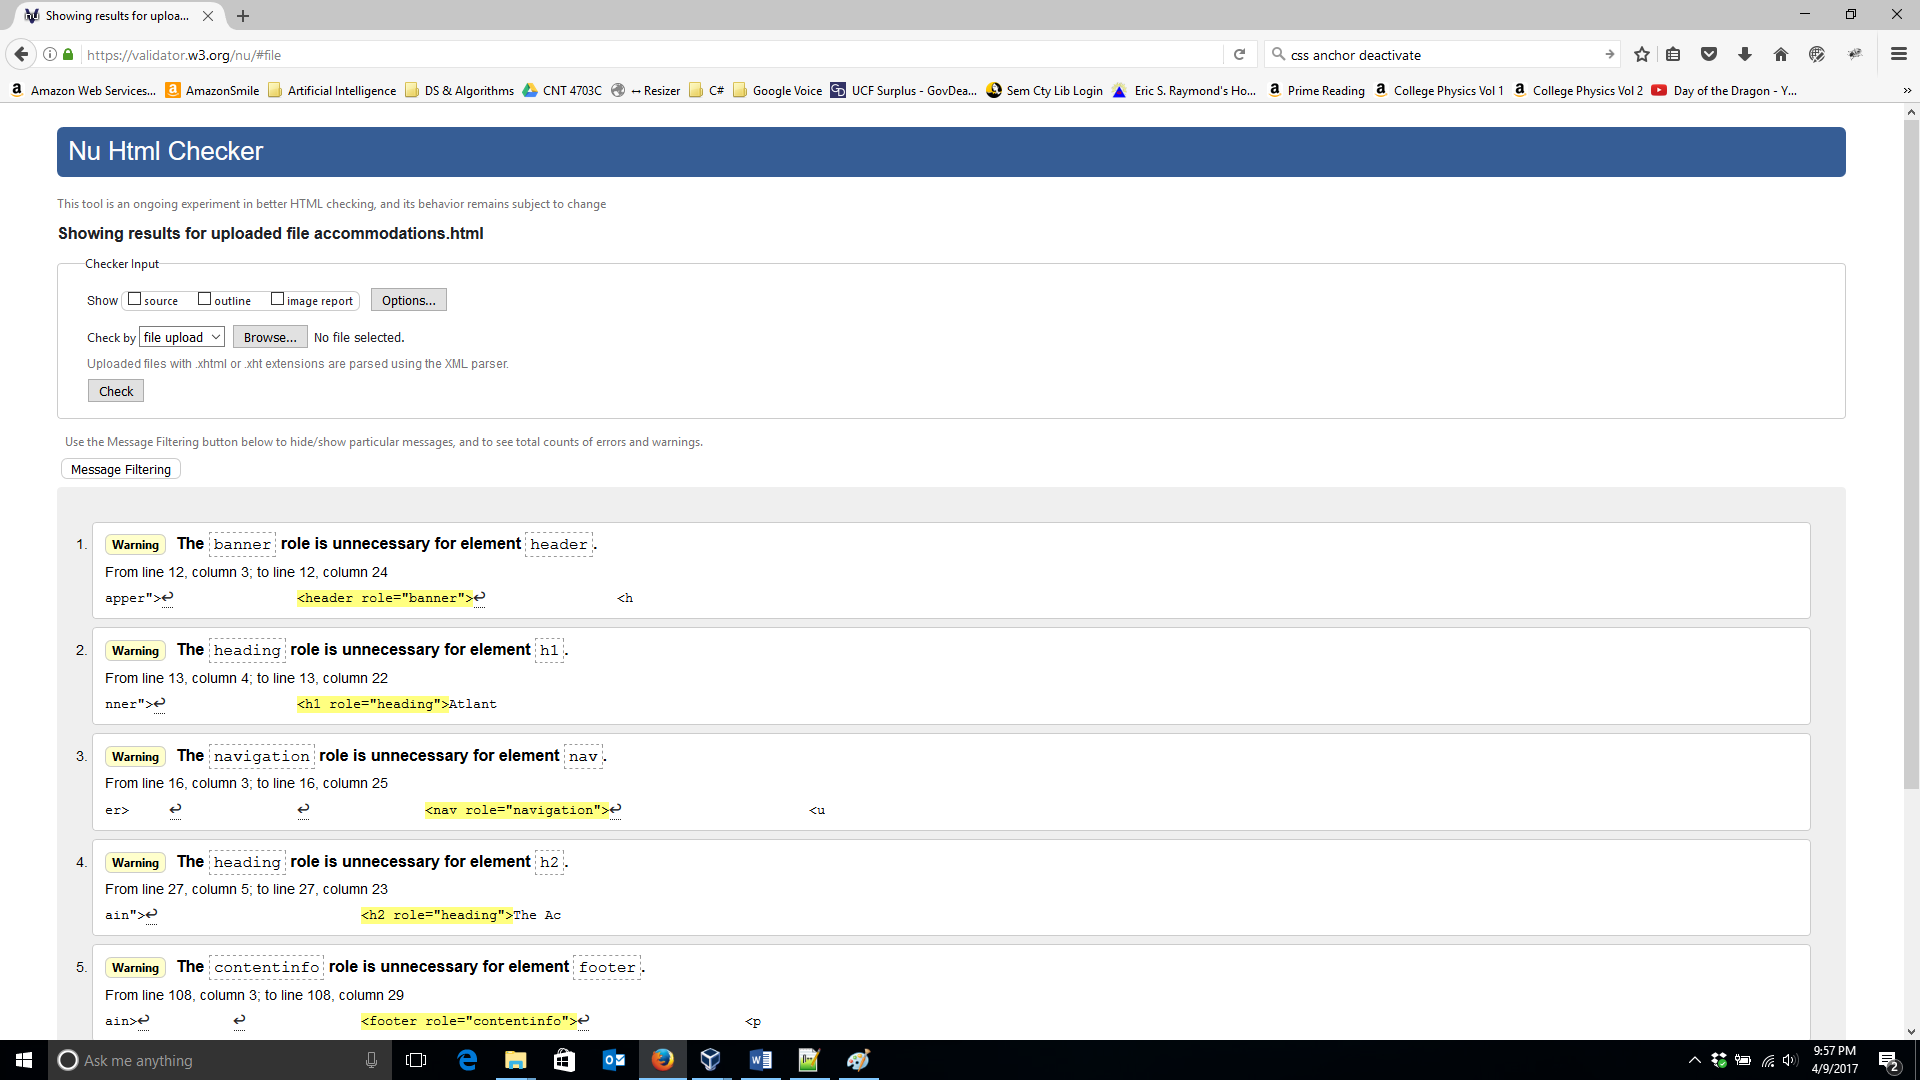 Showing results for uploa...
https://validator.w3.org/nu/#file
css anchor deactivate
Amazon Web Services...
AmazonSmile
Artificial Intelligence
DS & Algorithms
CNT 4703C
↔ Resizer
C#
Google Voice
UCF Surplus - GovDea...
Sem Cty Lib Login
Eric S. Raymond's Ho...
Prime Reading
College Physics Vol 1
College Physics Vol 2
Day of the Dragon - Y...
Nu Html Checker
This tool is an ongoing experiment in better HTML checking, and its behavior remains subject to change
Showing results for uploaded file accommodations.html
Checker Input
Show source outline image report Options...
Check by file upload Browse... No file selected.
Uploaded files with .xhtml or .xht extensions are parsed using the XML parser.
Check
Use the Message Filtering button below to hide/show particular messages, and to see total counts of errors and warnings.
Message Filtering
1. Warning The banner role is unnecessary for element header.
From line 12, column 3; to line 12, column 24
apper">↩ <header role="banner">↩ <h
2. Warning The heading role is unnecessary for element h1.
From line 13, column 4; to line 13, column 22
nner">↩ <h1 role="heading">Atlant
3. Warning The navigation role is unnecessary for element nav.
From line 16, column 3; to line 16, column 25
er> ↩ ↩ <nav role="navigation">↩ <u
4. Warning The heading role is unnecessary for element h2.
From line 27, column 5; to line 27, column 23
ain">↩ <h2 role="heading">The Ac
5. Warning The contentinfo role is unnecessary for element footer.
From line 108, column 3; to line 108, column 29
ain>↩ ↩ <footer role="contentinfo">↩ <p
Ask me anything
9:57 PM
4/9/2017
2